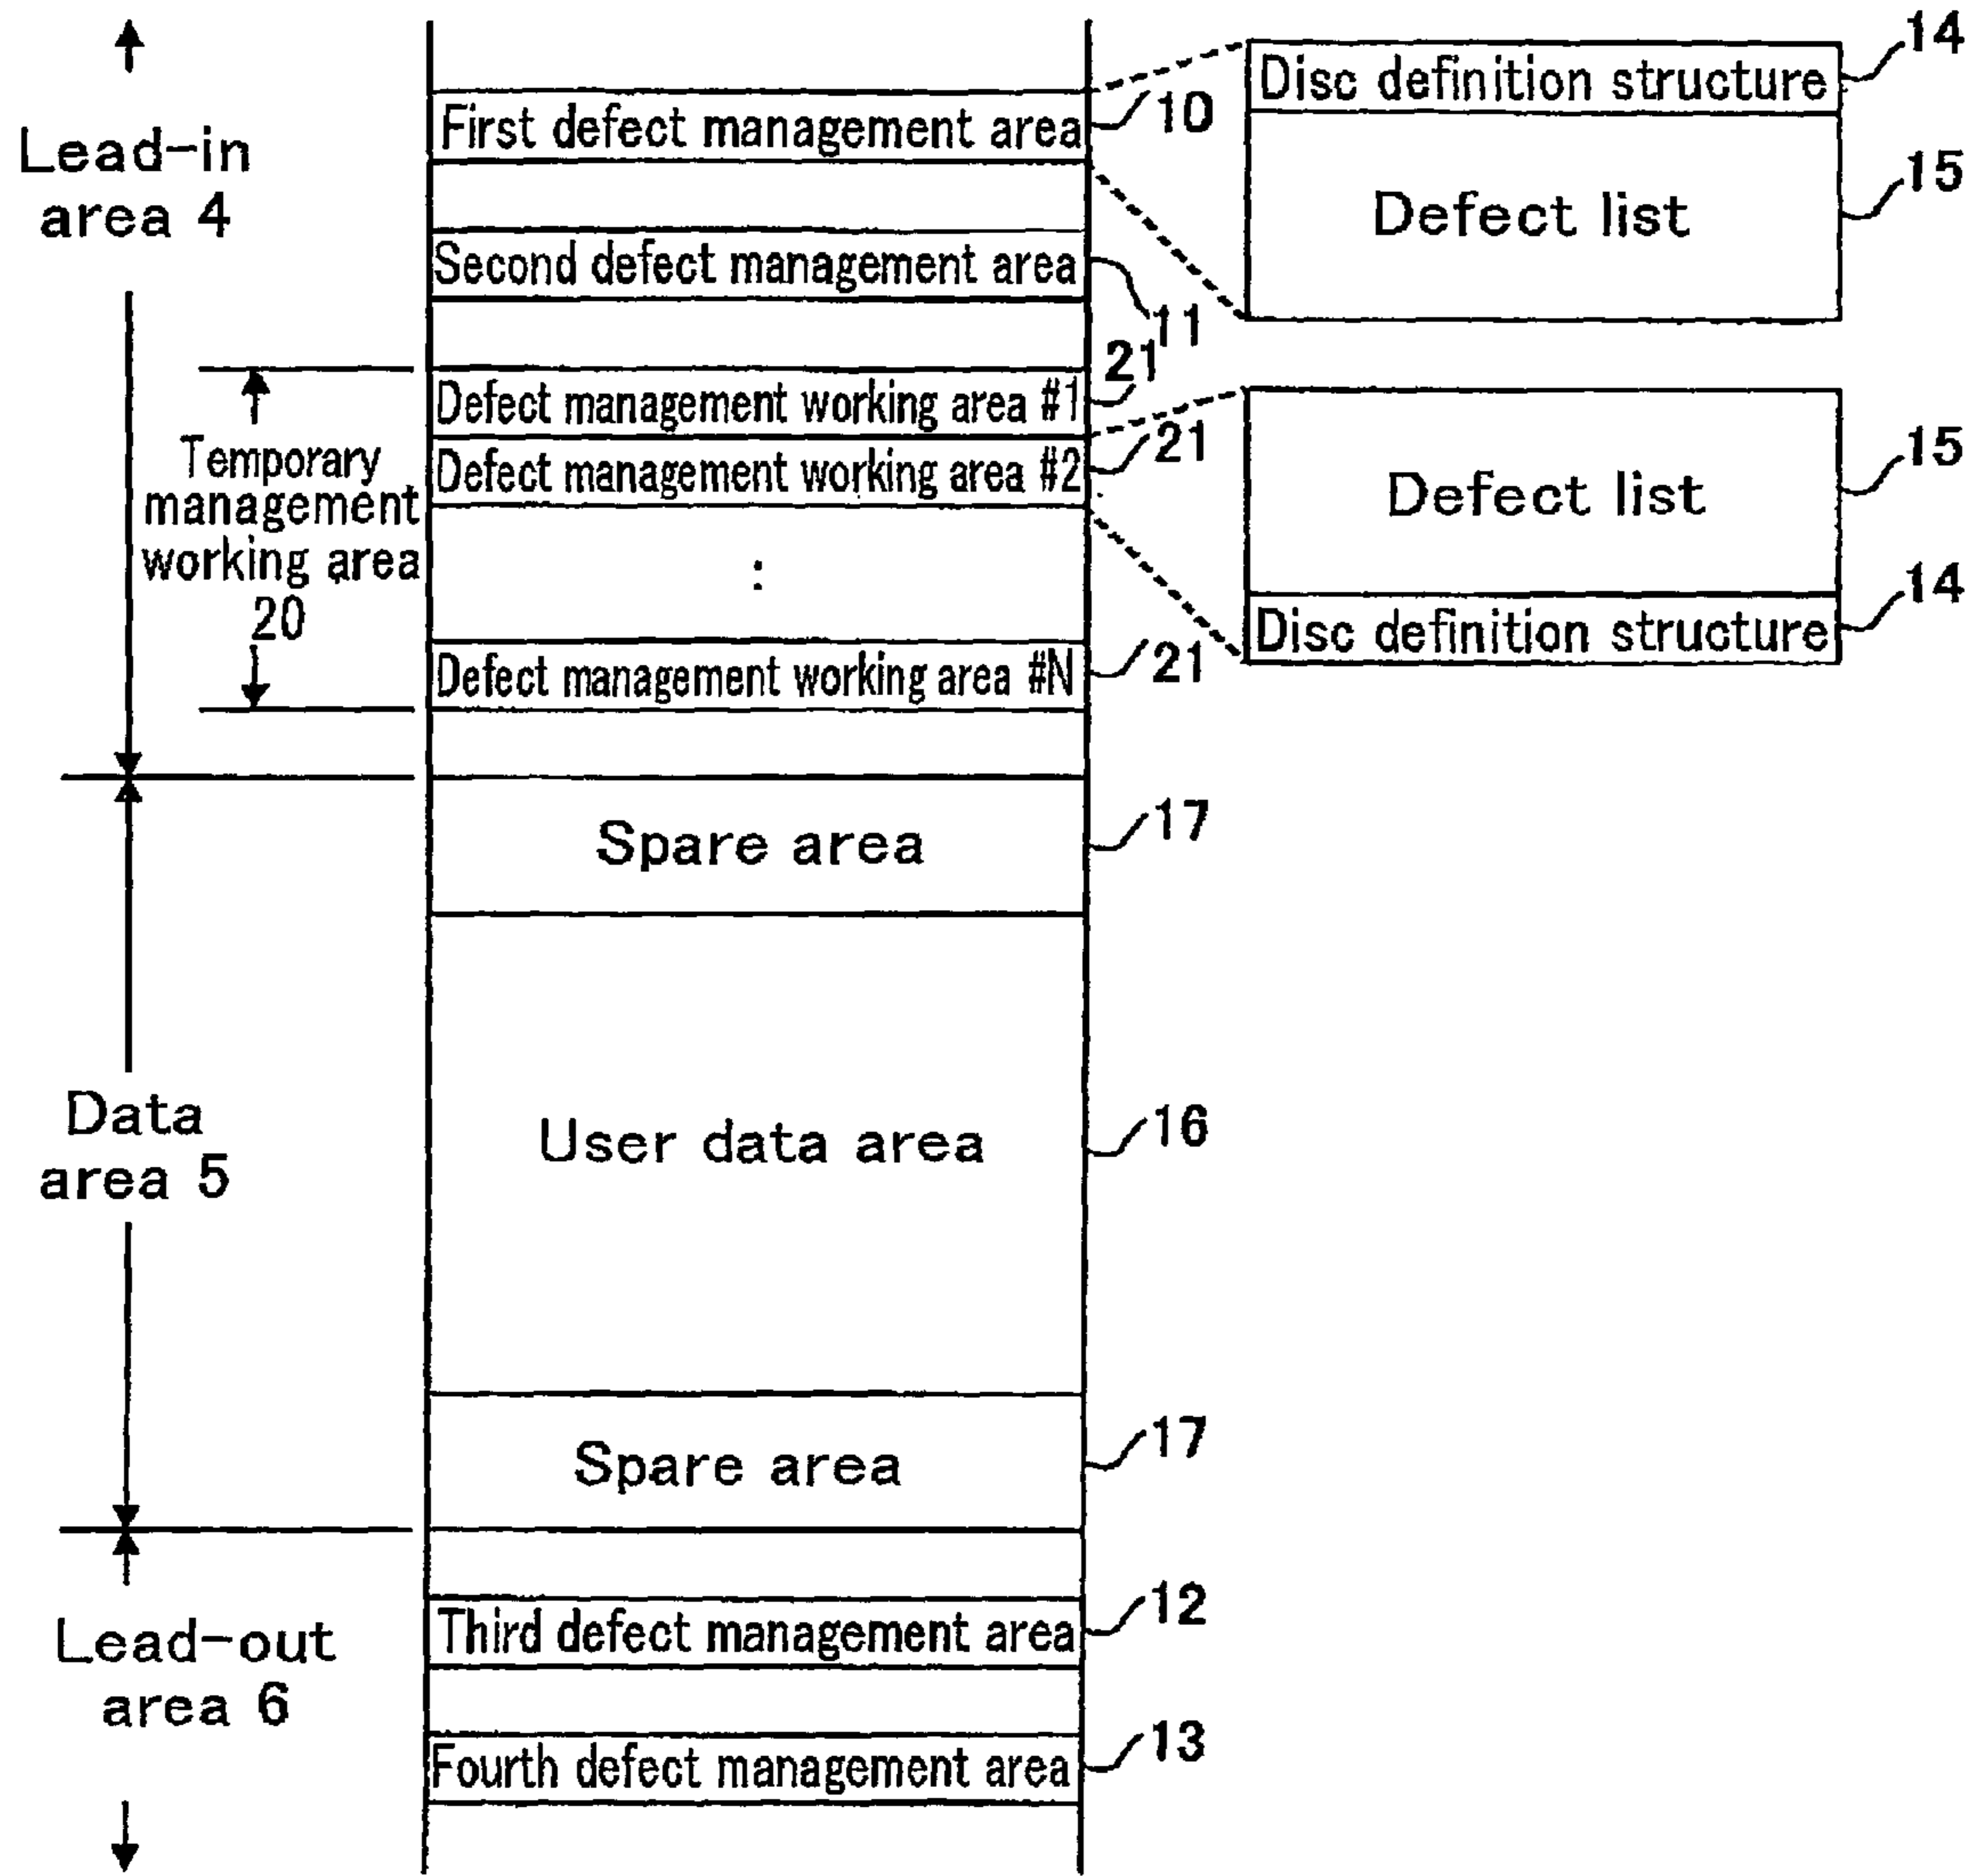 Lead-in
area 4
Temporary
management
working area
20
Data
area 5
Lead-out
area 6
First defect management area
10
Second defect management area
11
Defect management working area #1
21
Defect management working area #2
21
:
Defect management working area #N
21
Spare area
17
User data area
16
Spare area
17
Third defect management area
12
Fourth defect management area
13
Disc definition structure
14
Defect list
15
Defect list
15
Disc definition structure
14